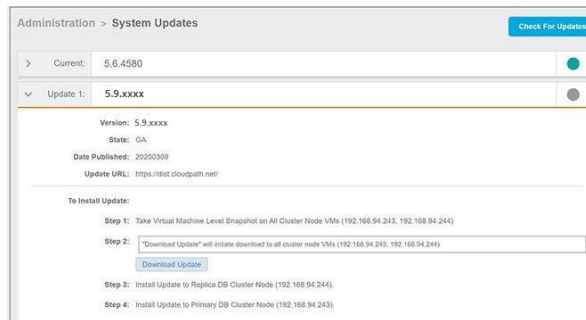 Administration > System Updates
Check For Updates
Current: 5.6.4580
Update 1: 5.9.xxxx
Version: 5.9.xxxx
State: GA
Date Published: 20200309
Update URL: https://dist.cloudpath.net/
To Install Update:
Step 1: Take Virtual Machine Level Snapshot on All Cluster Node VMs (192.168.94.243, 192.168.94.244)
Step 2: "Download Update" will initiate download to all cluster node VMs (192.168.94.243, 192.168.94.244)
Download Update
Step 3: Install Update to Replica DB Cluster Node (192.168.94.244).
Step 4: Install Update to Primary DB Cluster Node (192.168.94.243).